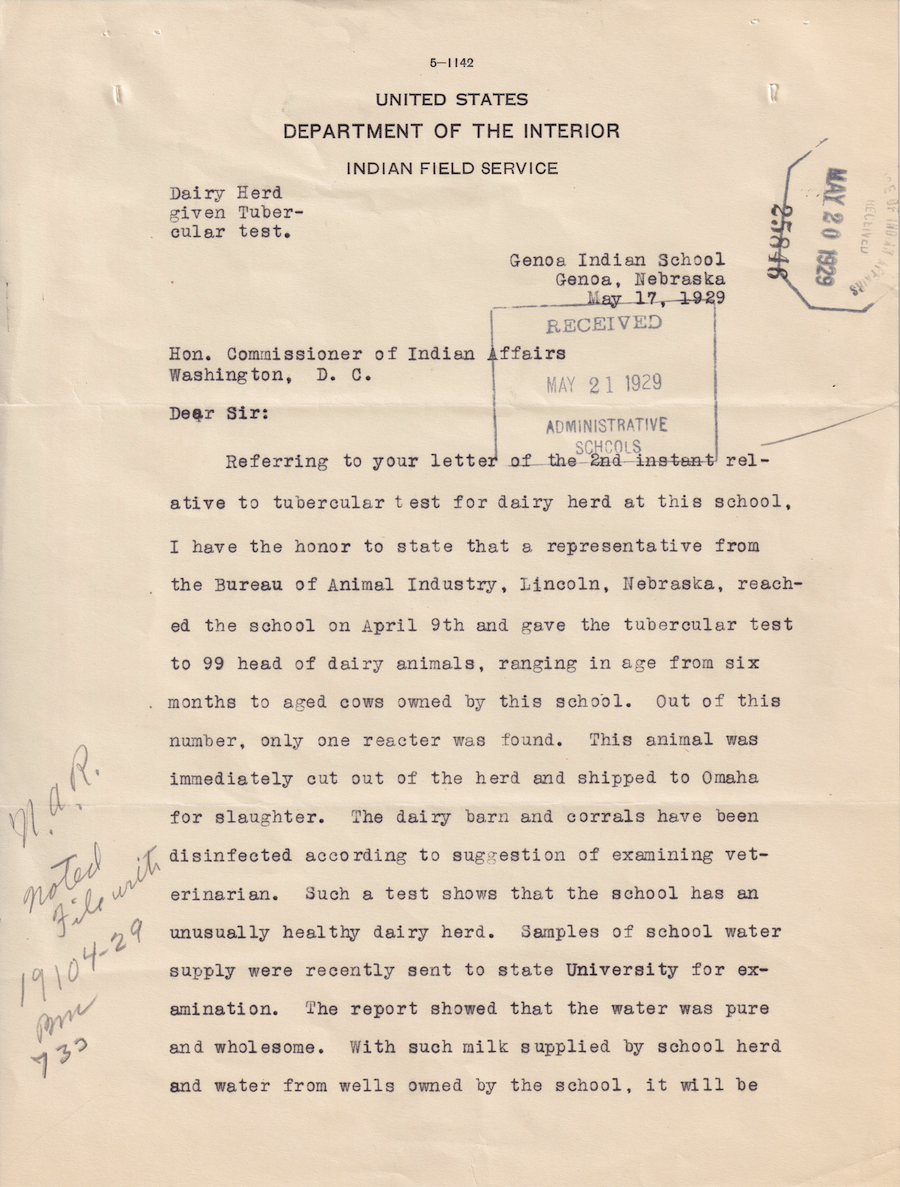 5—1142
UNITED STATES
DEPARTMENT OF THE INTERIOR
INDIAN FIELD SERVICE
Dairy Herd
given Tuber-
cular test.
RECEIVED
MAY 20 1929
25846
Genoa Indian School
Genoa, Nebraska
May 17, 1929
RECEIVED
MAY 21 1929
ADMINISTRATIVE
SCHOOLS
Hon. Commissioner of Indian Affairs
Washington, D. C.
Dear Sir:
Referring to your letter of the 2nd instant rel-
ative to tubercular test for dairy herd at this school,
I have the honor to state that a representative from
the Bureau of Animal Industry, Lincoln, Nebraska, reach-
ed the school on April 9th and gave the tubercular test
to 99 head of dairy animals, ranging in age from six
months to aged cows owned by this school. Out of this
number, only one reacter was found. This animal was
immediately cut out of the herd and shipped to Omaha
for slaughter. The dairy barn and corrals have been
disinfected according to suggestion of examining vet-
erinarian. Such a test shows that the school has an
unusually healthy dairy herd. Samples of school water
supply were recently sent to state University for ex-
amination. The report showed that the water was pure
and wholesome. With such milk supplied by school herd
and water from wells owned by the school, it will be
N.A.R.
Noted
File with
19104-29